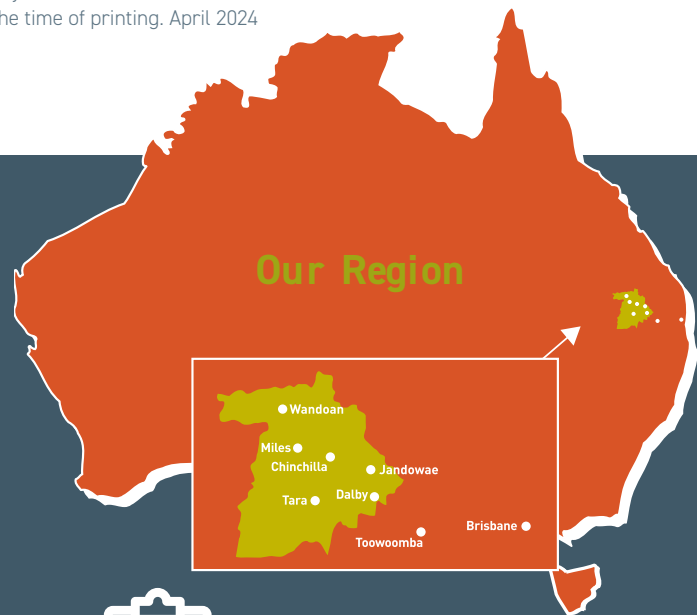 he time of printing. April 2024
Our Region
Wandoan
Miles
Chinchilla
Jandowae
Tara
Dalby
Brisbane
Toowoomba